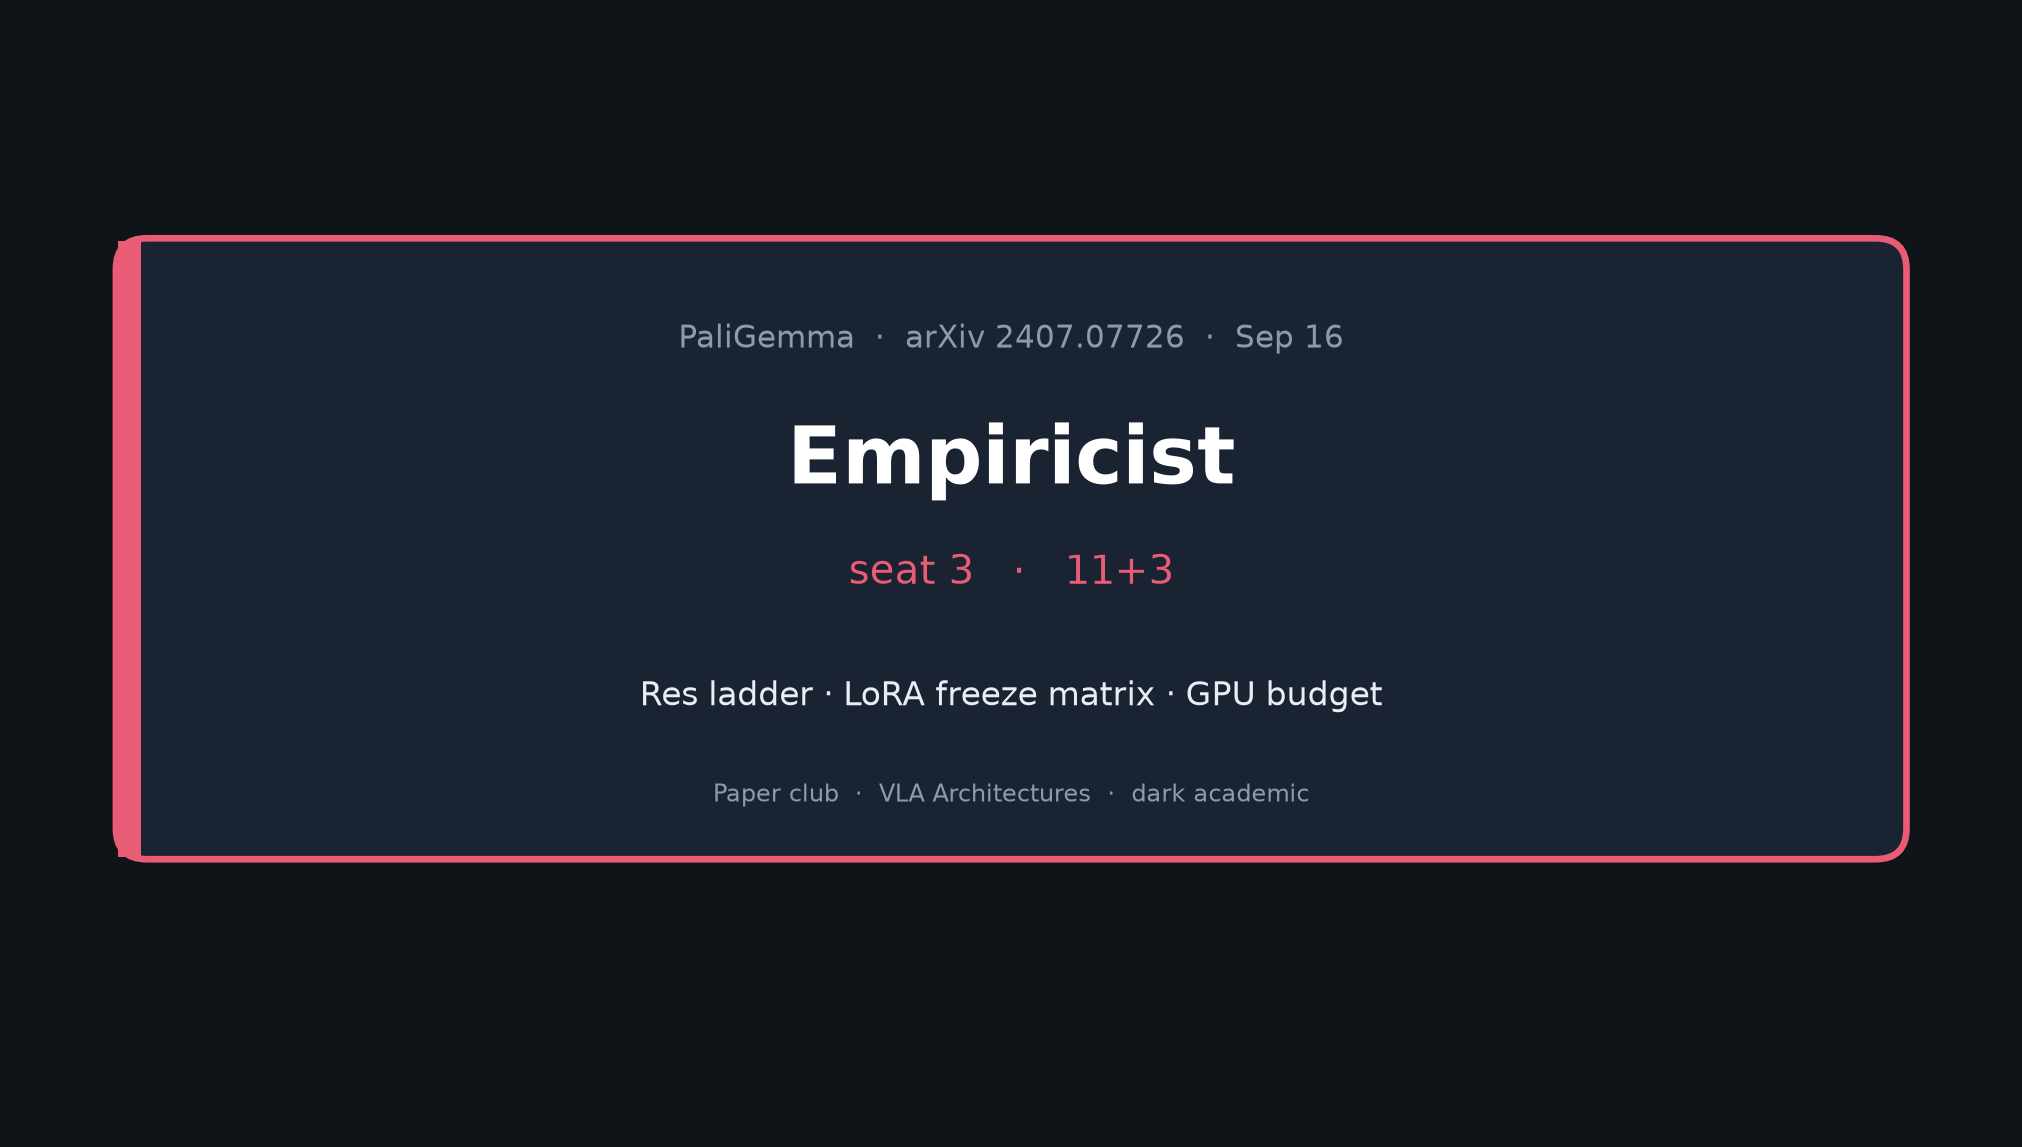 PaliGemma · arXiv 2407.07726 · Sep 16
Empiricist
seat 3 · 11+3
Res ladder · LoRA freeze matrix · GPU budget
Paper club · VLA Architectures · dark academic